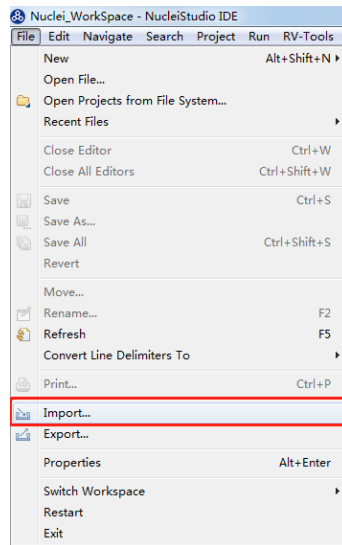 Nuclei_WorkSpace - NucleiStudio IDE
File Edit Navigate Search Project Run RV-Tools
New Alt+Shift+N
Open File...
Open Projects from File System...
Recent Files
Close Editor Ctrl+W
Close All Editors Ctrl+Shift+W
Save Ctrl+S
Save As...
Save All Ctrl+Shift+S
Revert
Move...
Rename... F2
Refresh F5
Convert Line Delimiters To
Print... Ctrl+P
Import...
Export...
Properties Alt+Enter
Switch Workspace
Restart
Exit